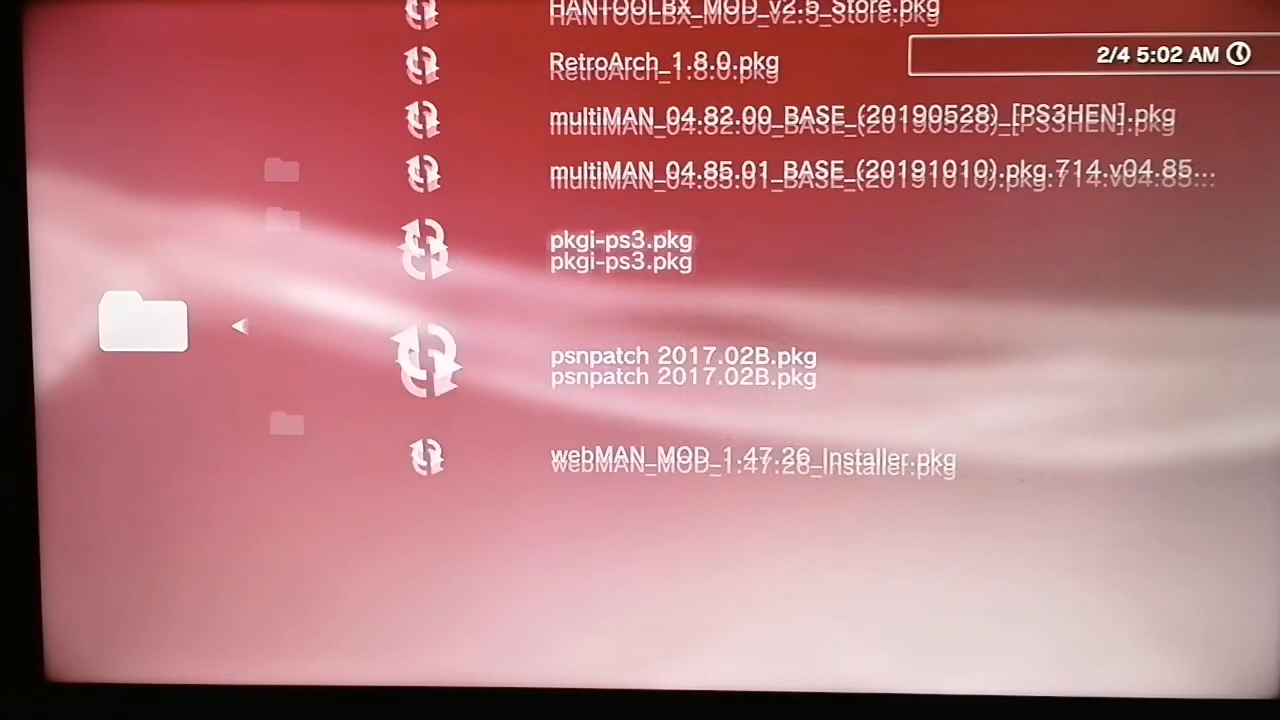 HANTOOLBX_MOD_v2.5_Store.pkg
2/4 5:02 AM
RetroArch_1.8.0.pkg
multiMAN_04.82.00_BASE_(20190528)_[PS3HEN].pkg
multiMAN_04.85.01_BASE_(20191010).pkg.714.v04.85...
pkgi-ps3.pkg
psnpatch 2017.02B.pkg
webMAN_MOD_1.47.26_Installer.pkg